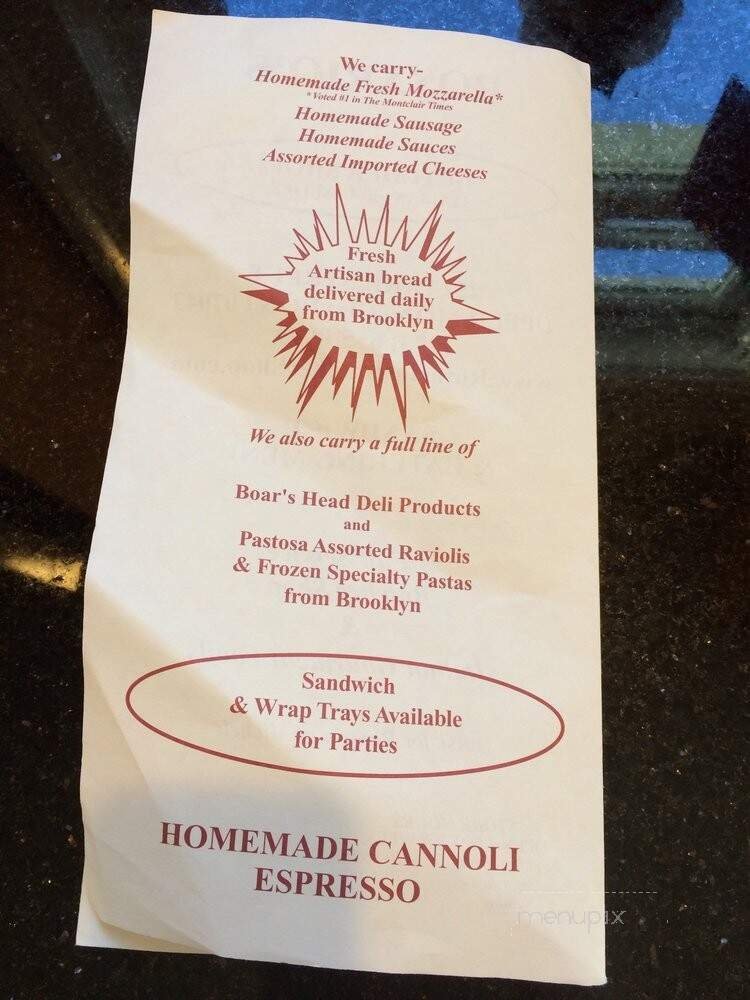 We carry-
Homemade Fresh Mozzarella*
*Voted #1 in The Montclair Times
Homemade Sausage
Homemade Sauces
Assorted Imported Cheeses
Fresh
Artisan bread
delivered daily
from Brooklyn
We also carry a full line of
Boar's Head Deli Products
and
Pastosa Assorted Raviolis
& Frozen Specialty Pastas
from Brooklyn
Sandwich
& Wrap Trays Available
for Parties
HOMEMADE CANNOLI
ESPRESSO
menupix